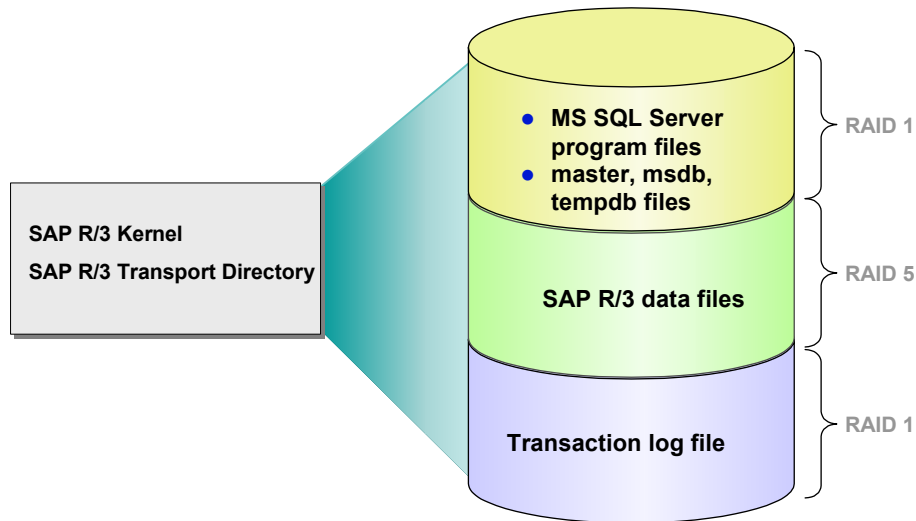 SAP R/3 Kernel
SAP R/3 Transport Directory
● MS SQL Server
program files
● master, msdb,
tempdb files
RAID 1
SAP R/3 data files
RAID 5
Transaction log file
RAID 1